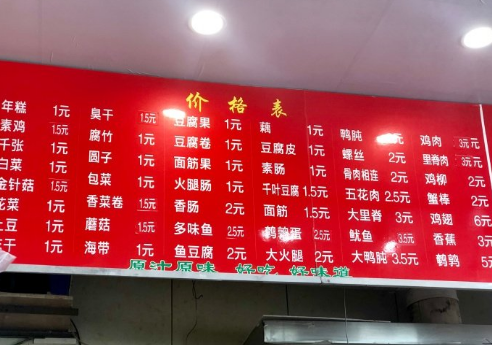 价格表
年糕 1元 臭干 1.5元 豆腐果 1元 藕 1元 鸭肫 鸡肉
素鸡 1.5元 腐竹 1元 豆腐卷 1元 豆腐皮 1元 螺丝 2元 里脊肉
千张 1元 圆子 1元 面筋果 1元 素肠 1元 骨肉相连 2元 鸡柳 2元
白菜 1元 包菜 1元 火腿肠 1元 千叶豆腐 1.5元 五花肉 2.5元 蟹棒 2元
金针菇 1.5元 香菜卷 1.5元 香肠 2元 面筋 1.5元 大里脊 3元 鸡翅 6元
花菜 1元 蘑菇 1.5元 多味鱼 2.5元 鹌鹑蛋 2.5元 鱿鱼 3.5元 香蕉 3元
土豆 1元 海带 1元 鱼豆腐 2元 大火腿 2元 大鸭肫 3.5元 鹌鹑 5元
干 1元
原汁原味 好吃 好味道